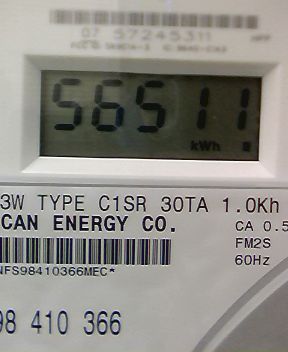 07 57245311
56511
kWh
3W TYPE C1SR 30TA 1.0Kh
CAN ENERGY CO.
CA 0.5
FM2S
60Hz
NFS98410366MEC*
98 410 366